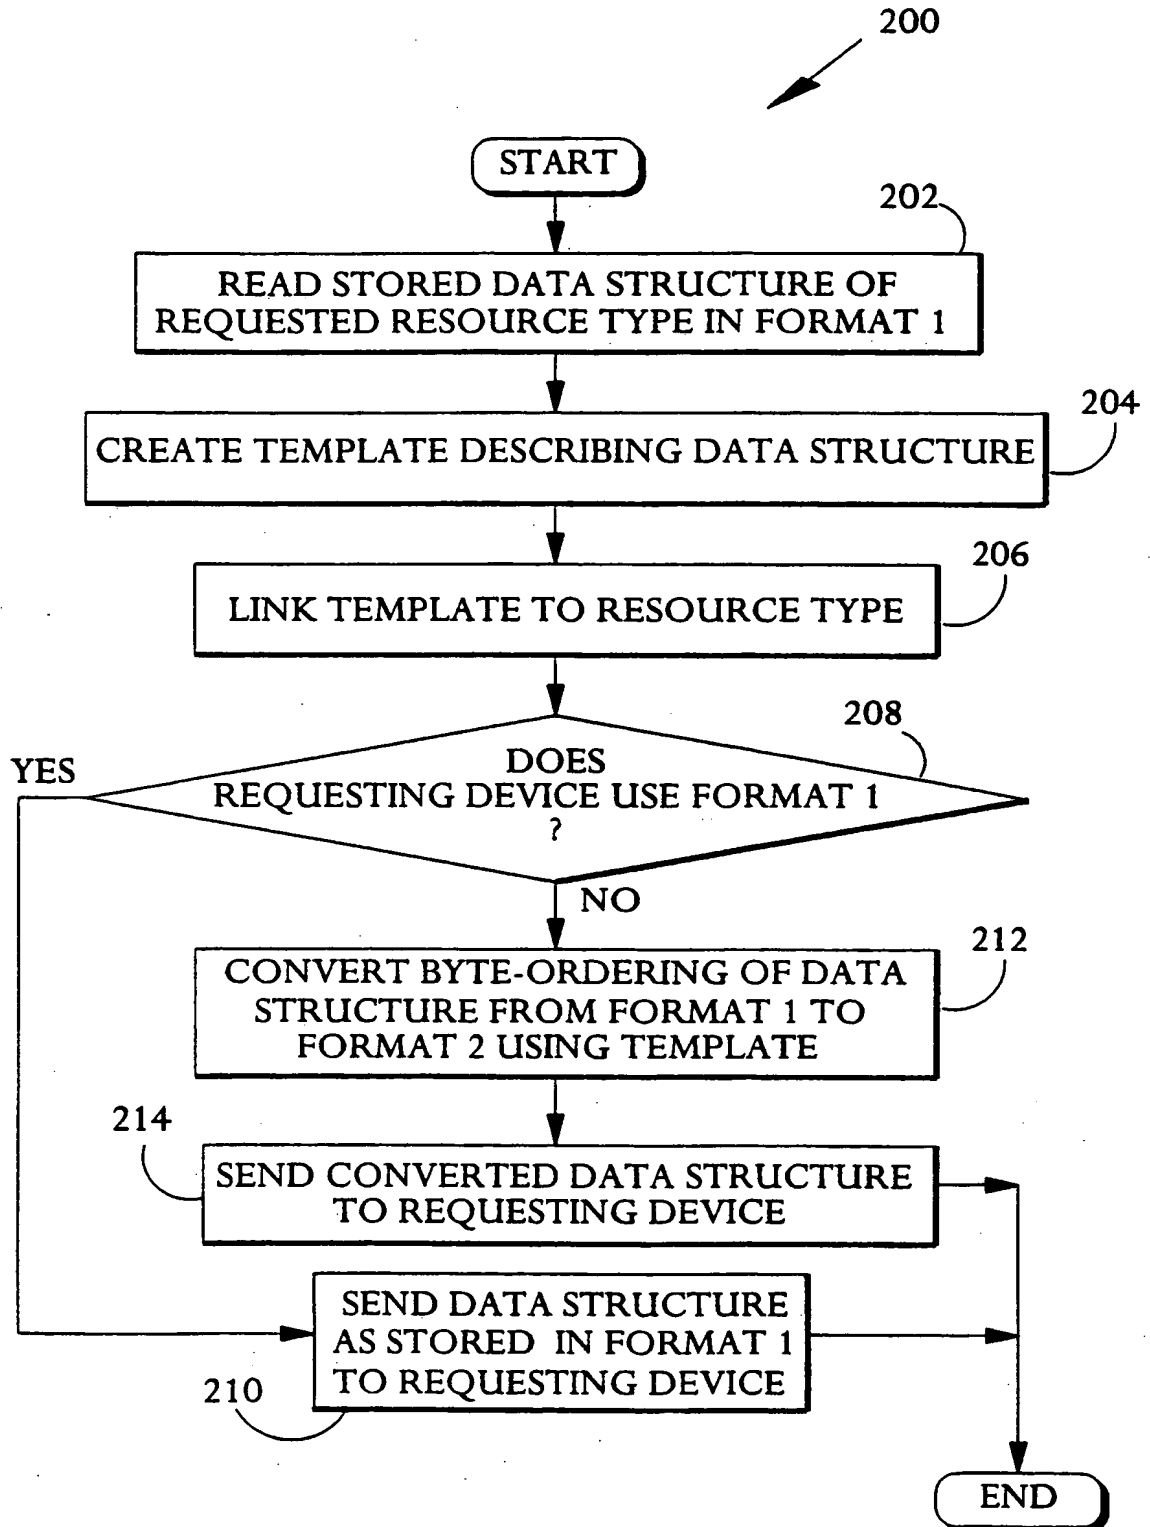 200
START
202
READ STORED DATA STRUCTURE OF
REQUESTED RESOURCE TYPE IN FORMAT 1
204
CREATE TEMPLATE DESCRIBING DATA STRUCTURE
206
LINK TEMPLATE TO RESOURCE TYPE
208
YES
DOES
REQUESTING DEVICE USE FORMAT 1
?
NO
212
CONVERT BYTE-ORDERING OF DATA
STRUCTURE FROM FORMAT 1 TO
FORMAT 2 USING TEMPLATE
214
SEND CONVERTED DATA STRUCTURE
TO REQUESTING DEVICE
SEND DATA STRUCTURE
AS STORED IN FORMAT 1
TO REQUESTING DEVICE
210
END